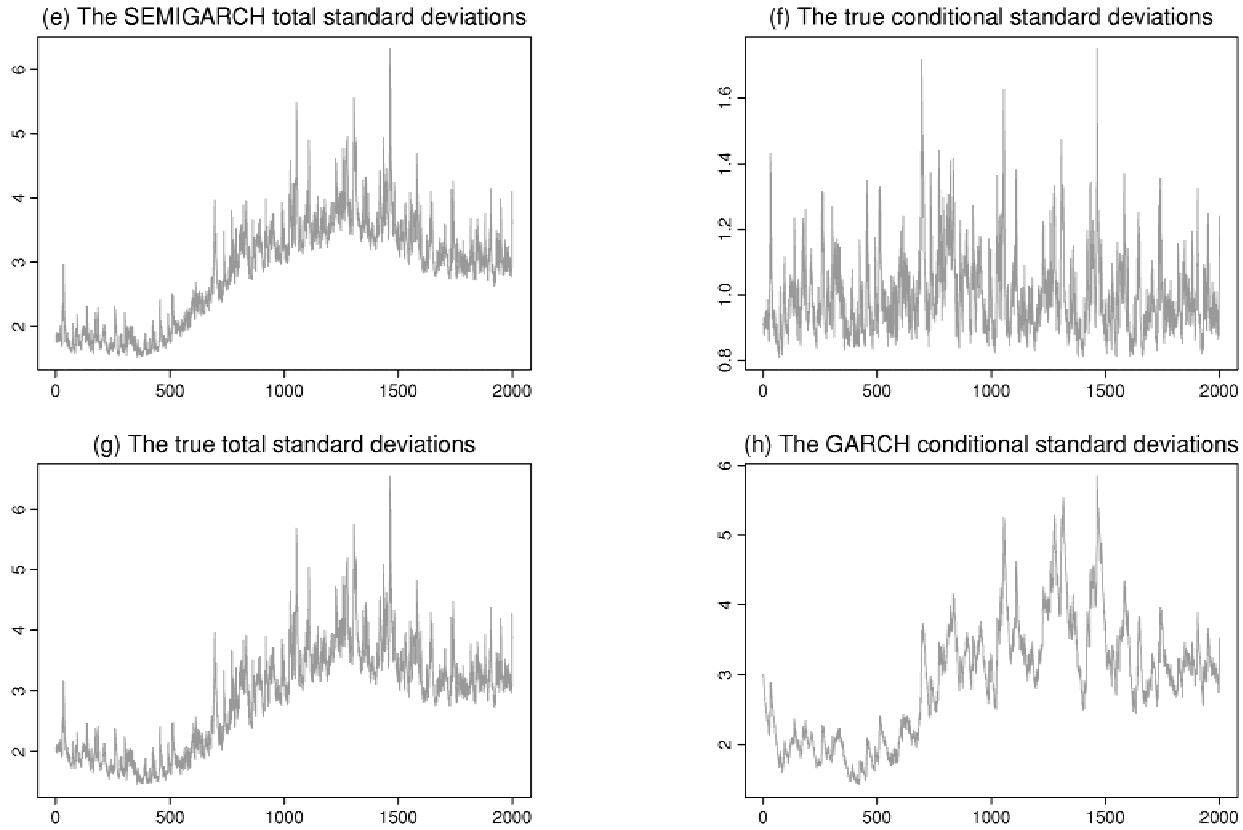 (e) The SEMIGARCH total standard deviations
6
5
4
3
2
0 500 1000 1500 2000
(f) The true conditional standard deviations
1.6
1.4
1.2
1.0
0.8
0 500 1000 1500 2000
(g) The true total standard deviations
6
5
4
3
2
0 500 1000 1500 2000
(h) The GARCH conditional standard deviations
6
5
4
3
2
0 500 1000 1500 2000